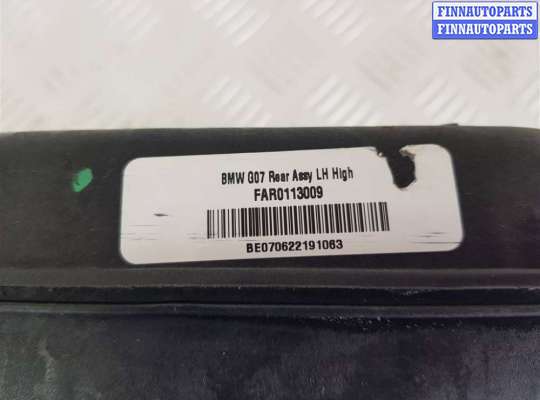 FINNAUTOPARTS
FINNAUTOPARTS
BMW G07 Rear Assy LH High
FAR0113009
BE070622191063